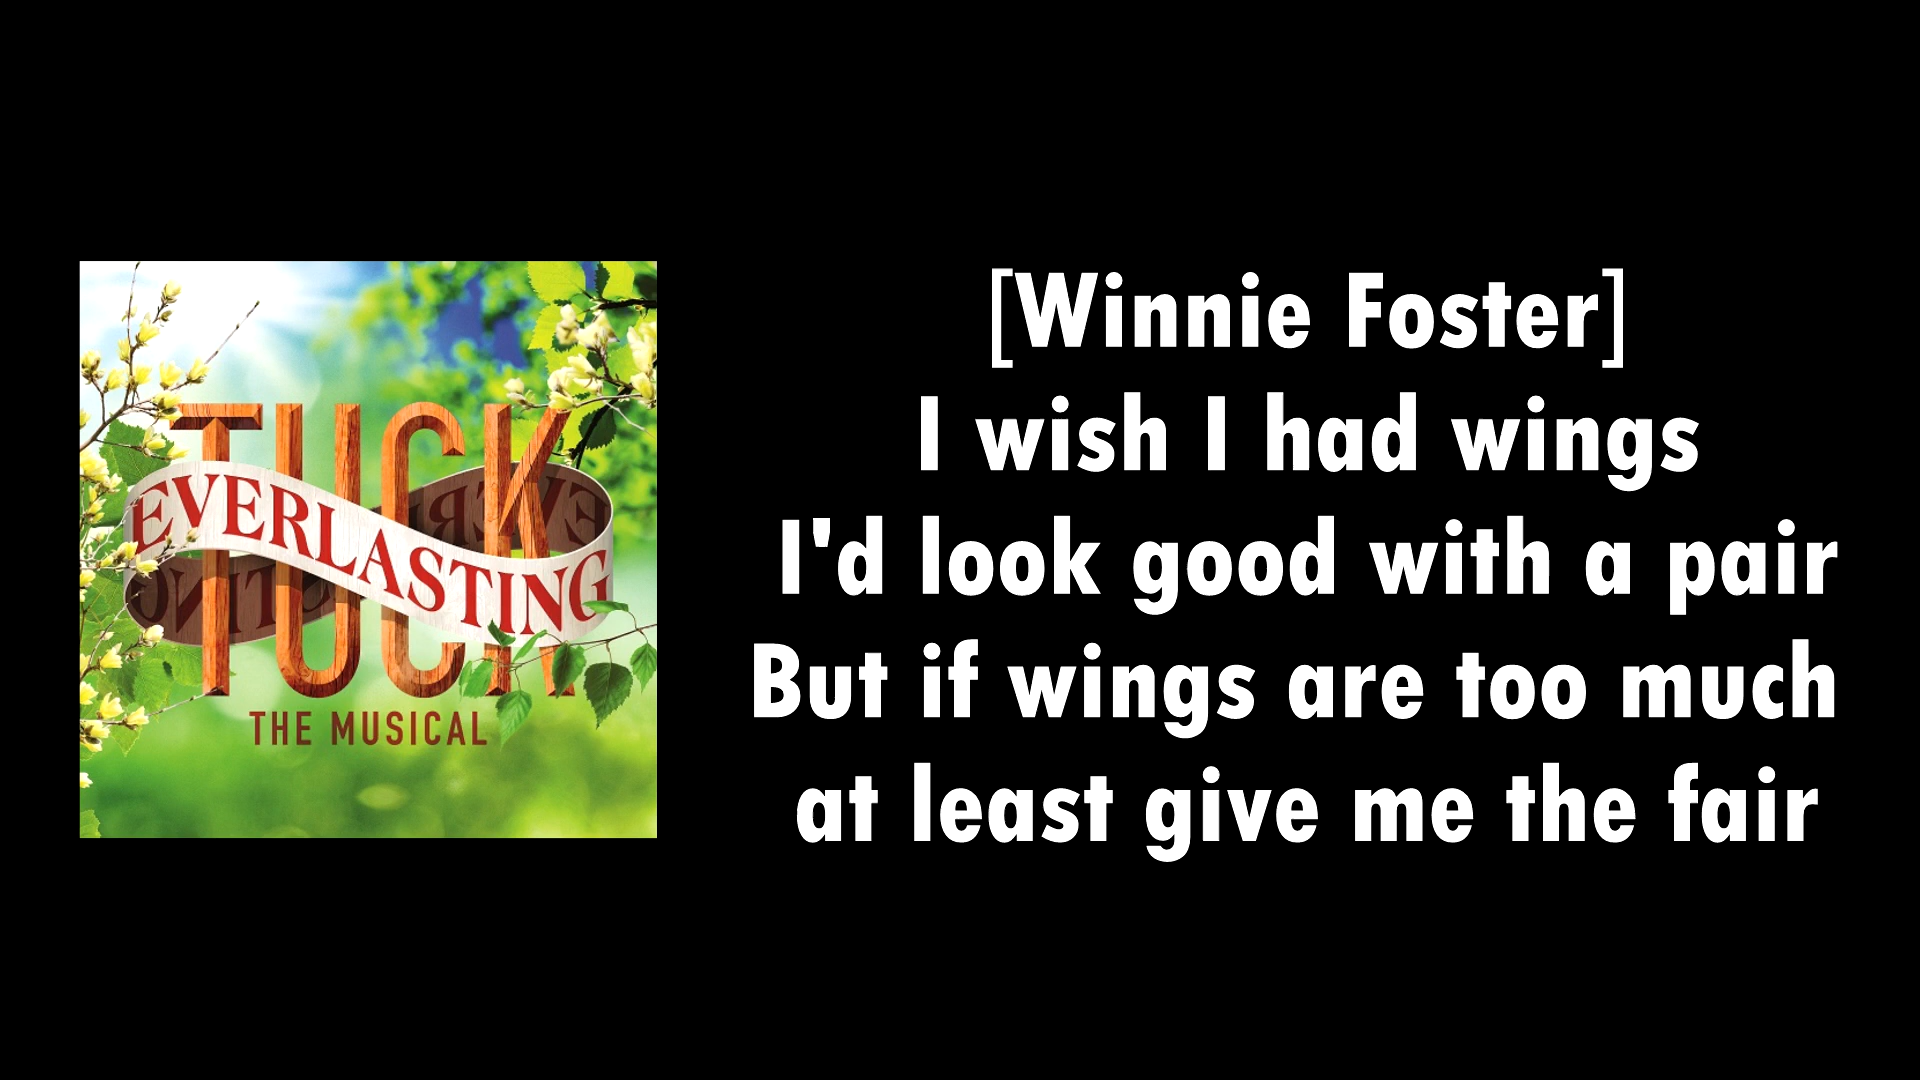 TUCK
EVERLASTING
THE MUSICAL
[Winnie Foster]
I wish I had wings
I'd look good with a pair
But if wings are too much
at least give me the fair